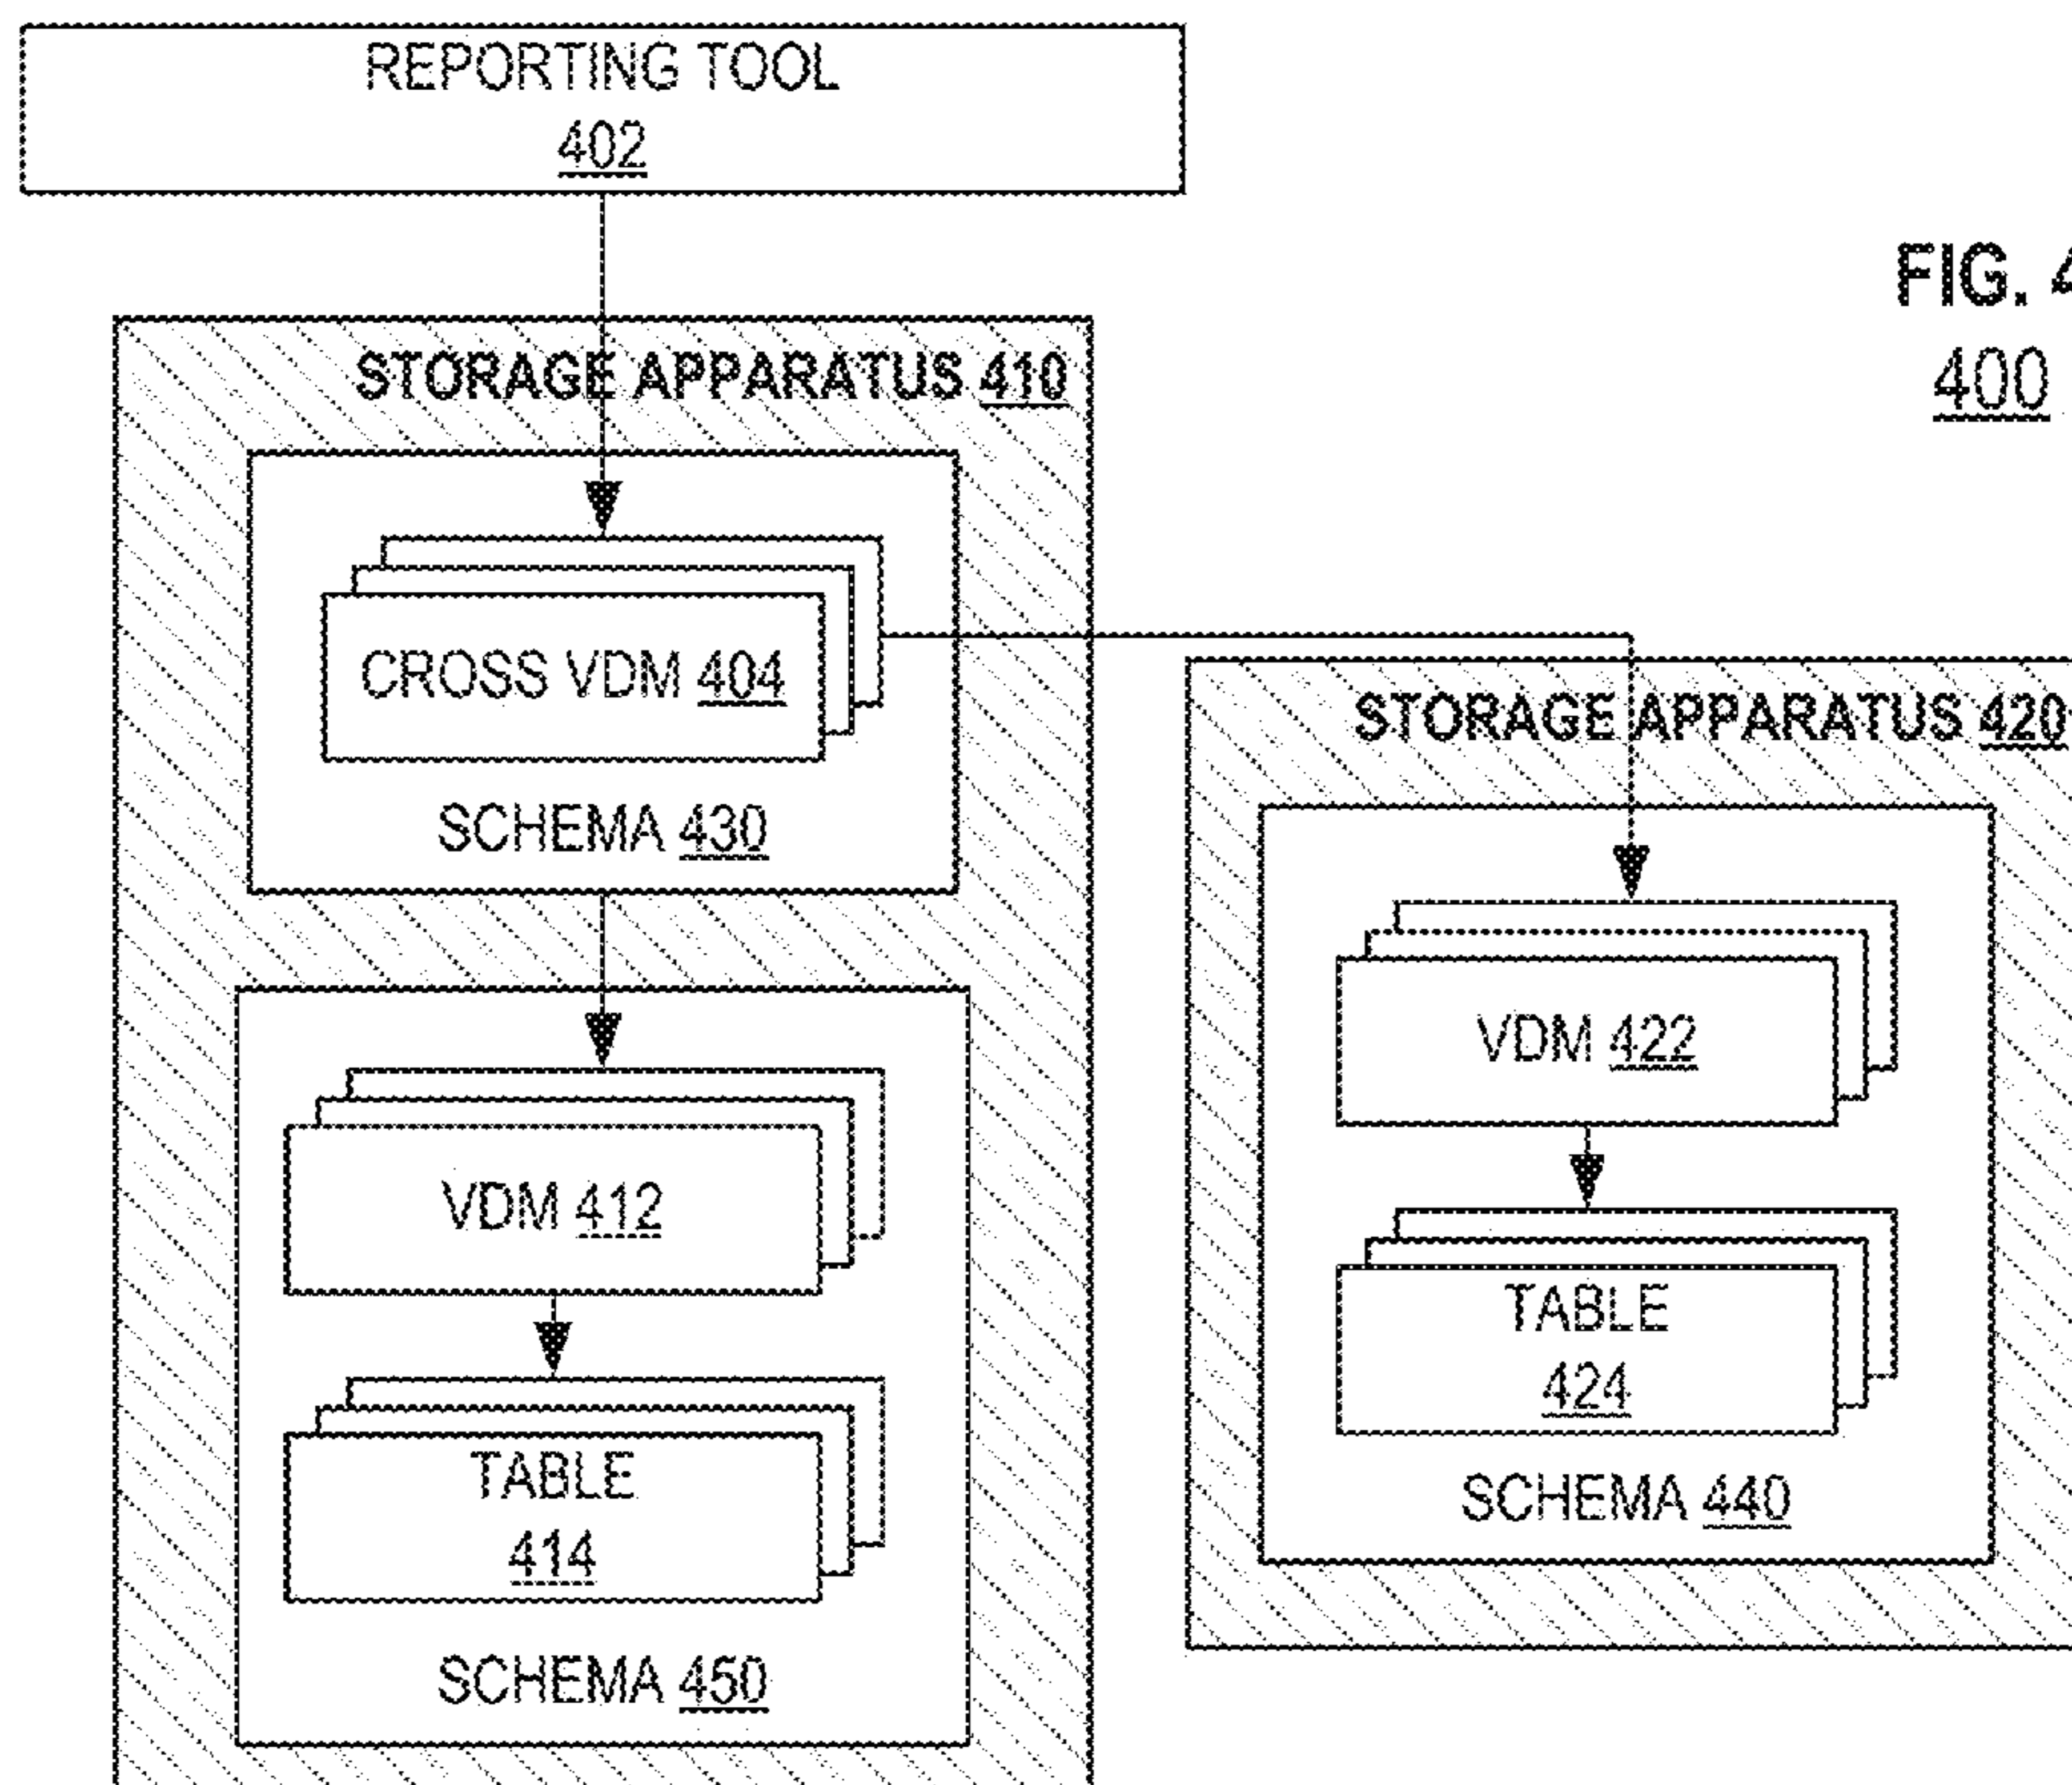 REPORTING TOOL
402
FIG. 4
400
STORAGE APPARATUS 410
CROSS VDM 404
SCHEMA 430
STORAGE APPARATUS 420
VDM 422
TABLE
424
SCHEMA 440
VDM 412
TABLE
414
SCHEMA 450